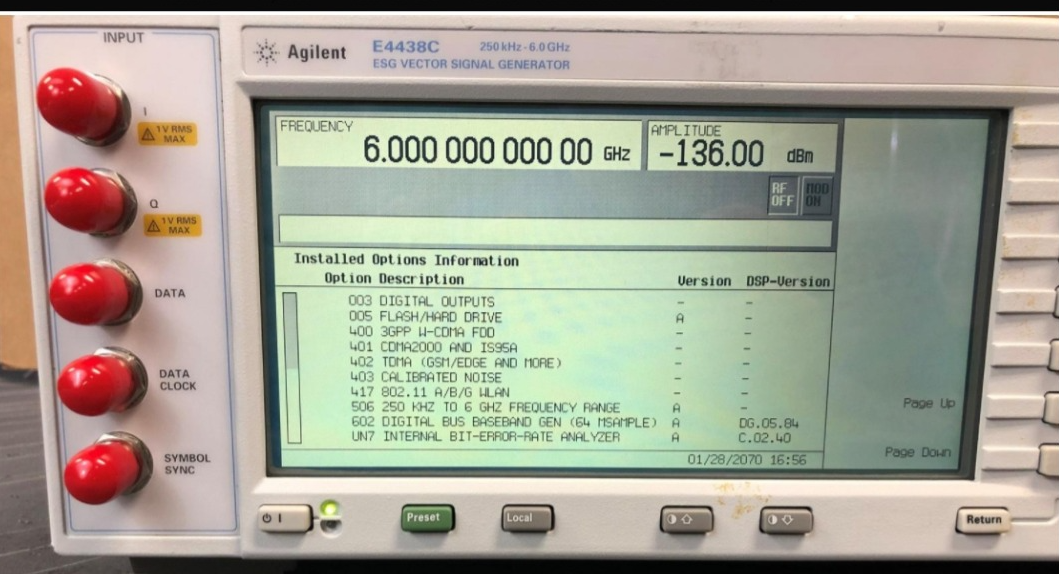 INPUT
I
1V RMS
MAX
Q
1V RMS
MAX
DATA
DATA
CLOCK
SYMBOL
SYNC
Agilent E4438C 250 kHz - 6.0 GHz
ESG VECTOR SIGNAL GENERATOR
FREQUENCY
6.000 000 000 00 GHz
AMPLITUDE
-136.00 dBm
RF
OFF
MOD
ON
Installed Options Information
Option Description Version DSP-Version
003 DIGITAL OUTPUTS - -
005 FLASH/HARD DRIVE A -
400 3GPP W-CDMA FDD - -
401 CDMA2000 AND IS95A - -
402 TDMA (GSM/EDGE AND MORE) - -
403 CALIBRATED NOISE - -
417 802.11 A/B/G WLAN - -
506 250 KHZ TO 6 GHZ FREQUENCY RANGE A -
602 DIGITAL BUS BASEBAND GEN (64 MSAMPLE) A DG.05.84
UN7 INTERNAL BIT-ERROR-RATE ANALYZER A C.02.40
01/28/2070 16:56
Page Up
Page Down
Preset
Local
Return